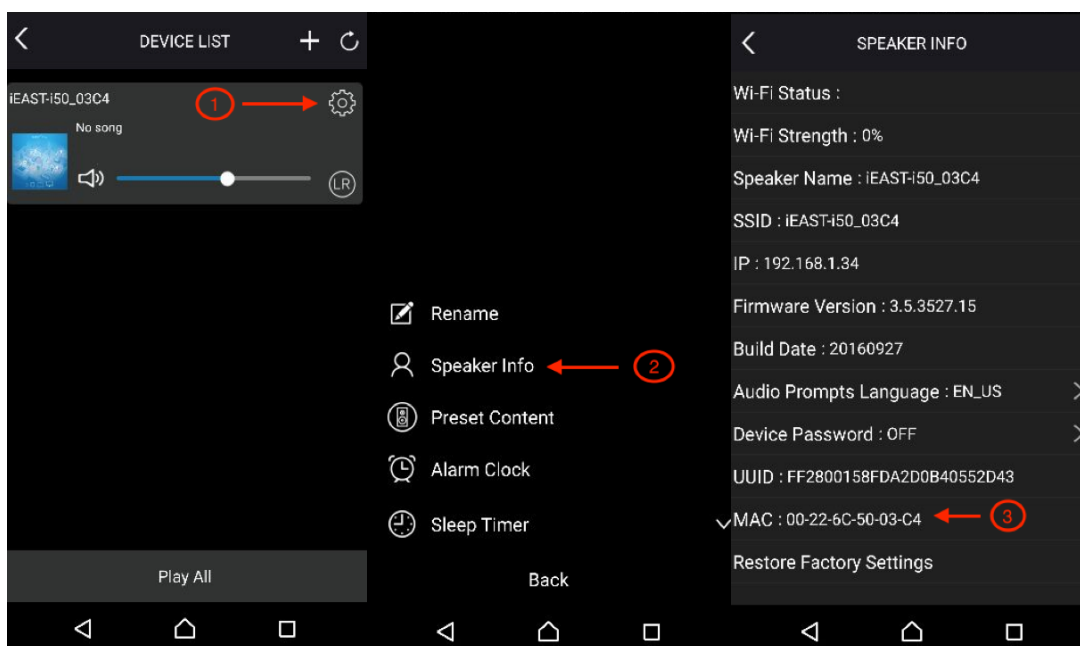 DEVICE LIST
iEAST-i50_03C4
1
No song
LR
Play All
Rename
Speaker Info
2
Preset Content
Alarm Clock
Sleep Timer
Back
SPEAKER INFO
Wi-Fi Status :
Wi-Fi Strength : 0%
Speaker Name : iEAST-i50_03C4
SSID : iEAST-i50_03C4
IP : 192.168.1.34
Firmware Version : 3.5.3527.15
Build Date : 20160927
Audio Prompts Language : EN_US
Device Password : OFF
UUID : FF2800158FDA2D0B40552D43
MAC : 00-22-6C-50-03-C4
3
Restore Factory Settings